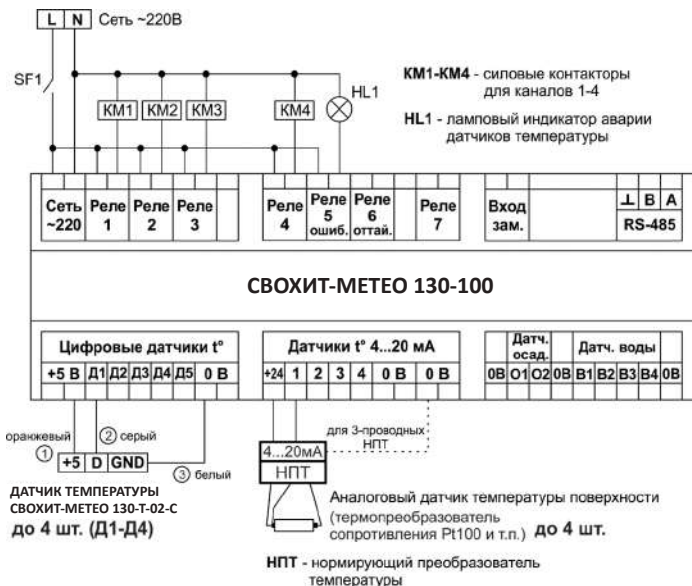 L N Сеть ~220В
SF1
KM1 KM2 KM3 KM4 HL1
KM1-KM4 - силовые контакторы
для каналов 1-4
HL1 - ламповый индикатор аварии
датчиков температуры
Сеть ~220
Реле 1
Реле 2
Реле 3
Реле 4
Реле 5 ошиб.
Реле 6 оттай.
Реле 7
Вход зам.
⊥ B A
RS-485
СВОХИТ-МЕТЕО 130-100
Цифровые датчики t°
+5 В Д1 Д2 Д3 Д4 Д5 0 В
Датчики t° 4...20 мА
+24 1 2 3 4 0 В 0 В
Датч. осад.
Датч. воды
0В О1 О2 0В В1 В2 В3 В4 0В
оранжевый
1
2 серый
3 белый
+5 D GND
ДАТЧИК ТЕМПЕРАТУРЫ
СВОХИТ-МЕТЕО 130-Т-02-С
до 4 шт. (Д1-Д4)
для 3-проводных
НПТ
4...20мА
НПТ
Аналоговый датчик температуры поверхности
(термопреобразователь
сопротивления Pt100 и т.п.) до 4 шт.
НПТ - нормирующий преобразователь
температуры